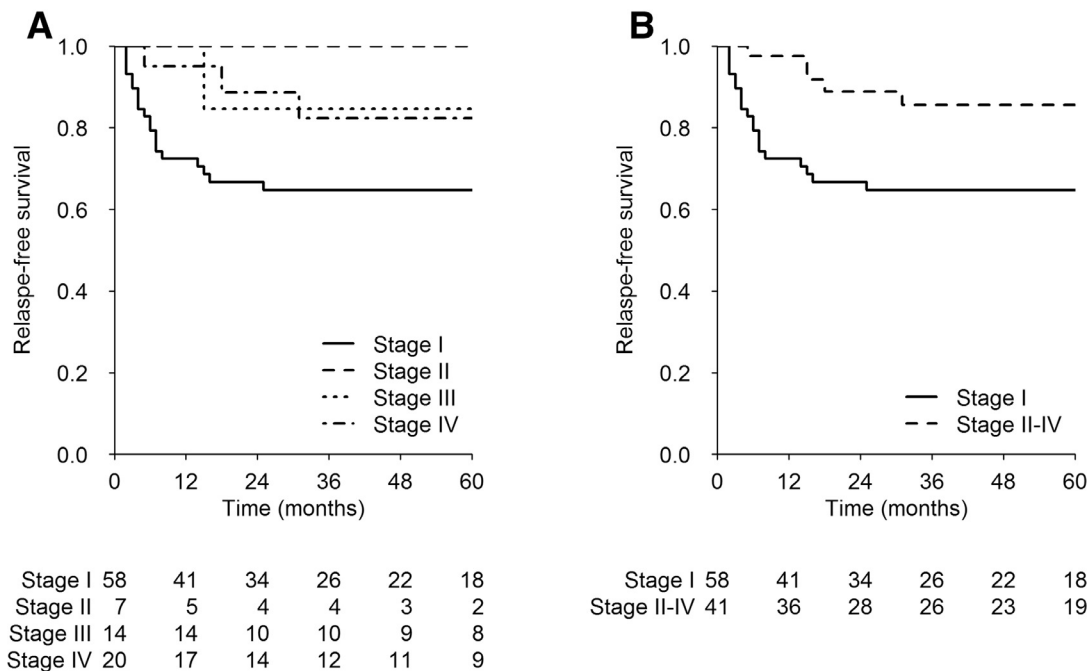 A
1.0
0.8
0.6
0.4
0.2
0.0
Relaspe-free survival
Stage I
Stage II
Stage III
Stage IV
0 12 24 36 48 60
Time (months)
Stage I 58 41 34 26 22 18
Stage II 7 5 4 4 3 2
Stage III 14 14 10 10 9 8
Stage IV 20 17 14 12 11 9
B
1.0
0.8
0.6
0.4
0.2
0.0
Relaspe-free survival
Stage I
Stage II-IV
0 12 24 36 48 60
Time (months)
Stage I 58 41 34 26 22 18
Stage II-IV 41 36 28 26 23 19